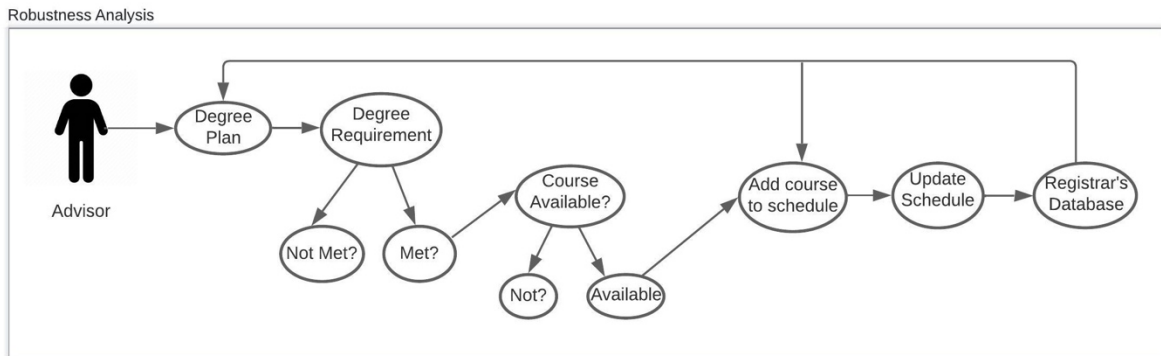 Robustness Analysis
Advisor
Degree
Plan
Degree
Requirement
Not Met?
Met?
Course
Available?
Not?
Available
Add course
to schedule
Update
Schedule
Registrar's
Database